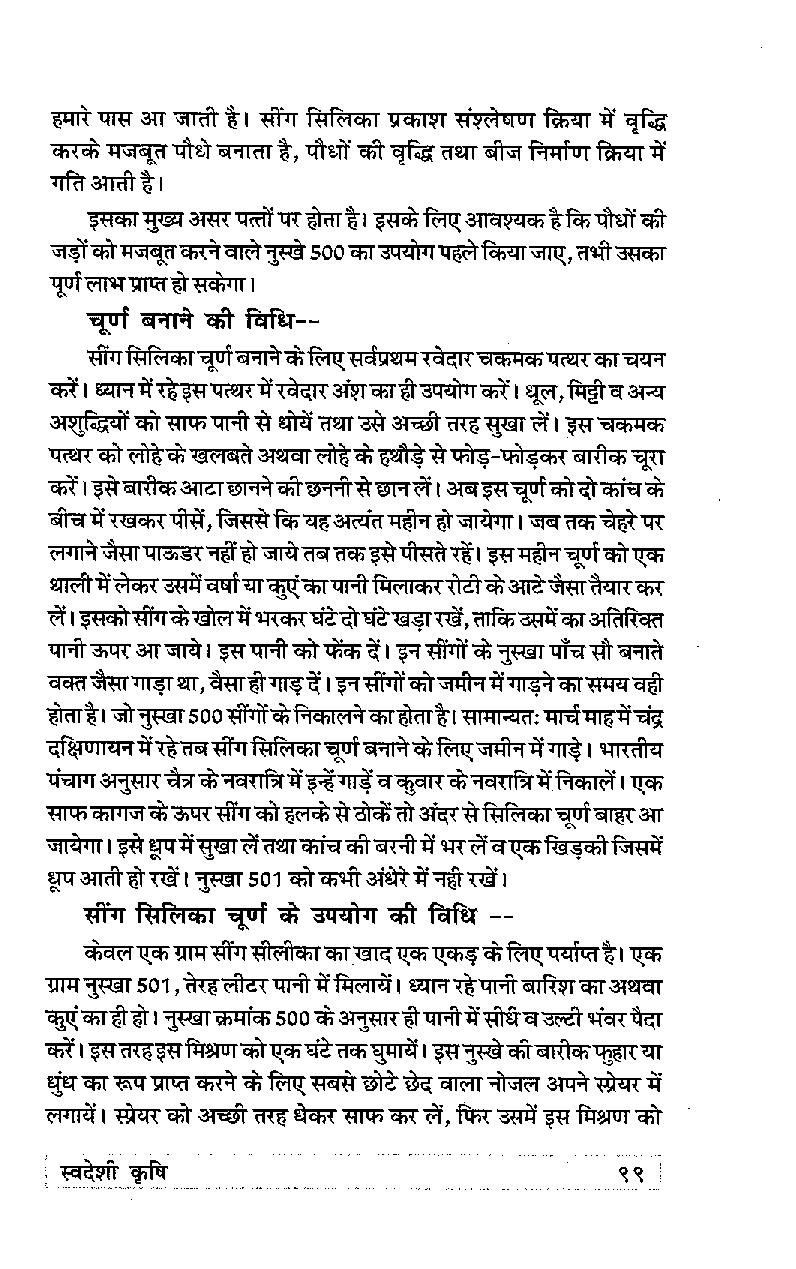 हमारे पास आ जाती है। सींग सिलिका प्रकाश संश्लेषण क्रिया में वृद्धि
करके मजबूत पौधे बनाता है, पौधों की वृद्धि तथा बीज निर्माण क्रिया में
गति आती है।
इसका मुख्य असर पत्तों पर होता है। इसके लिए आवश्यक है कि पौधों की
जड़ों को मजबूत करने वाले नुस्खे 500 का उपयोग पहले किया जाए, तभी उसका
पूर्ण लाभ प्राप्त हो सकेगा।
चूर्ण बनाने की विधि--
सींग सिलिका चूर्ण बनाने के लिए सर्वप्रथम रवेदार चकमक पत्थर का चयन
करें। ध्यान में रहे इस पत्थर में रवेदार अंश का ही उपयोग करें। धूल, मिट्टी व अन्य
अशुद्धियों को साफ पानी से धोयें तथा उसे अच्छी तरह सुखा लें। इस चकमक
पत्थर को लोहे के खलबते अथवा लोहे के हथौड़े से फोड़-फोड़कर बारीक चूरा
करें। इसे बारीक आटा छानने की छननी से छान लें। अब इस चूर्ण को दो कांच के
बीच में रखकर पीसें, जिससे कि यह अत्यंत महीन हो जायेगा। जब तक चेहरे पर
लगाने जैसा पाऊडर नहीं हो जाये तब तक इसे पीसते रहें। इस महीन चूर्ण को एक
थाली में लेकर उसमें वर्षा या कुएं का पानी मिलाकर रोटी के आटे जैसा तैयार कर
लें। इसको सींग के खोल में भरकर घंटे दो घंटे खड़ा रखें, ताकि उसमें का अतिरिक्त
पानी ऊपर आ जाये। इस पानी को फेंक दें। इन सींगों के नुस्खा पाँच सौ बनाते
वक्त जैसा गाड़ा था, वैसा ही गाड़ दें। इन सींगों को जमीन में गाड़ने का समय वही
होता है। जो नुस्खा 500 सींगों के निकालने का होता है। सामान्यतः मार्च माह में चंद्र
दक्षिणायन में रहे तब सींग सिलिका चूर्ण बनाने के लिए जमीन में गाड़े। भारतीय
पंचाग अनुसार चैत्र के नवरात्रि में इन्हें गाड़ें व कुवार के नवरात्रि में निकालें। एक
साफ कागज के ऊपर सींग को हलके से ठोकें तो अंदर से सिलिका चूर्ण बाहर आ
जायेगा। इसे धूप में सुखा लें तथा कांच की बरनी में भर लें व एक खिड़की जिसमें
धूप आती हो रखें। नुस्खा 501 को कभी अंधेरे में नही रखें।
सींग सिलिका चूर्ण के उपयोग की विधि --
केवल एक ग्राम सींग सीलीका का खाद एक एकड़ के लिए पर्याप्त है। एक
ग्राम नुस्खा 501, तेरह लीटर पानी में मिलायें। ध्यान रहे पानी बारिश का अथवा
कुएं का ही हो। नुस्खा क्रमांक 500 के अनुसार ही पानी में सीधे व उल्टी भंवर पैदा
करें। इस तरह इस मिश्रण को एक घंटे तक घुमायें। इस नुस्खे की बारीक फुहार या
धुंध का रूप प्राप्त करने के लिए सबसे छोटे छेद वाला नोजल अपने स्प्रेयर में
लगायें। स्प्रेयर को अच्छी तरह धेकर साफ कर लें, फिर उसमें इस मिश्रण को
स्वदेशी कृषि ९९